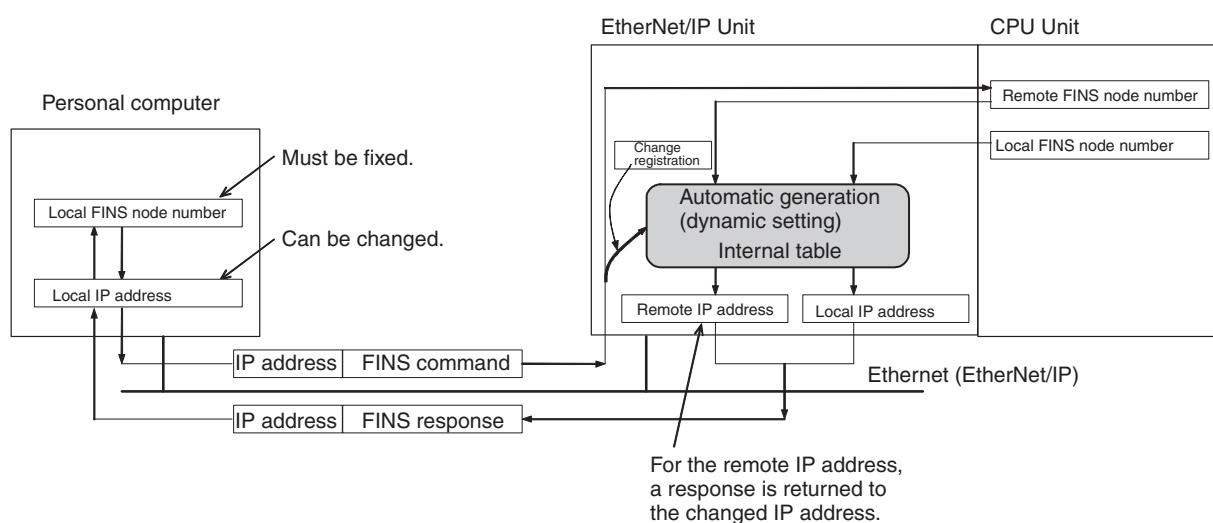 EtherNet/IP Unit
CPU Unit
Personal computer
Remote FINS node number
Local FINS node number
Change
registration
Must be fixed.
Local FINS node number
Automatic generation
(dynamic setting)
Internal table
Can be changed.
Local IP address
Remote IP address
Local IP address
IP address
FINS command
Ethernet (EtherNet/IP)
IP address
FINS response
For the remote IP address,
a response is returned to
the changed IP address.